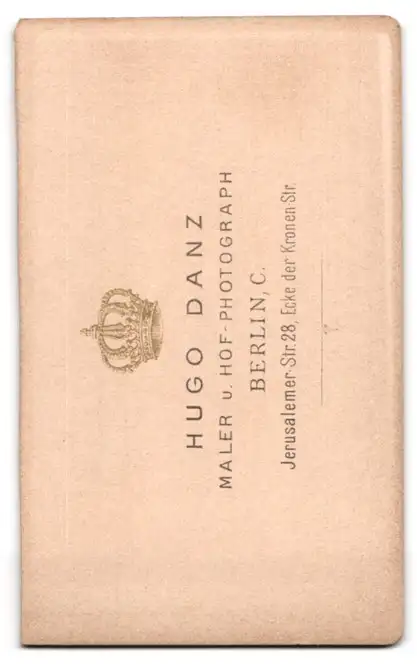 HUGO DANZ
MALER U. HOF-PHOTOGRAPH
BERLIN, C.
Jerusalemer-Str. 28, Ecke der Kronen-Str.